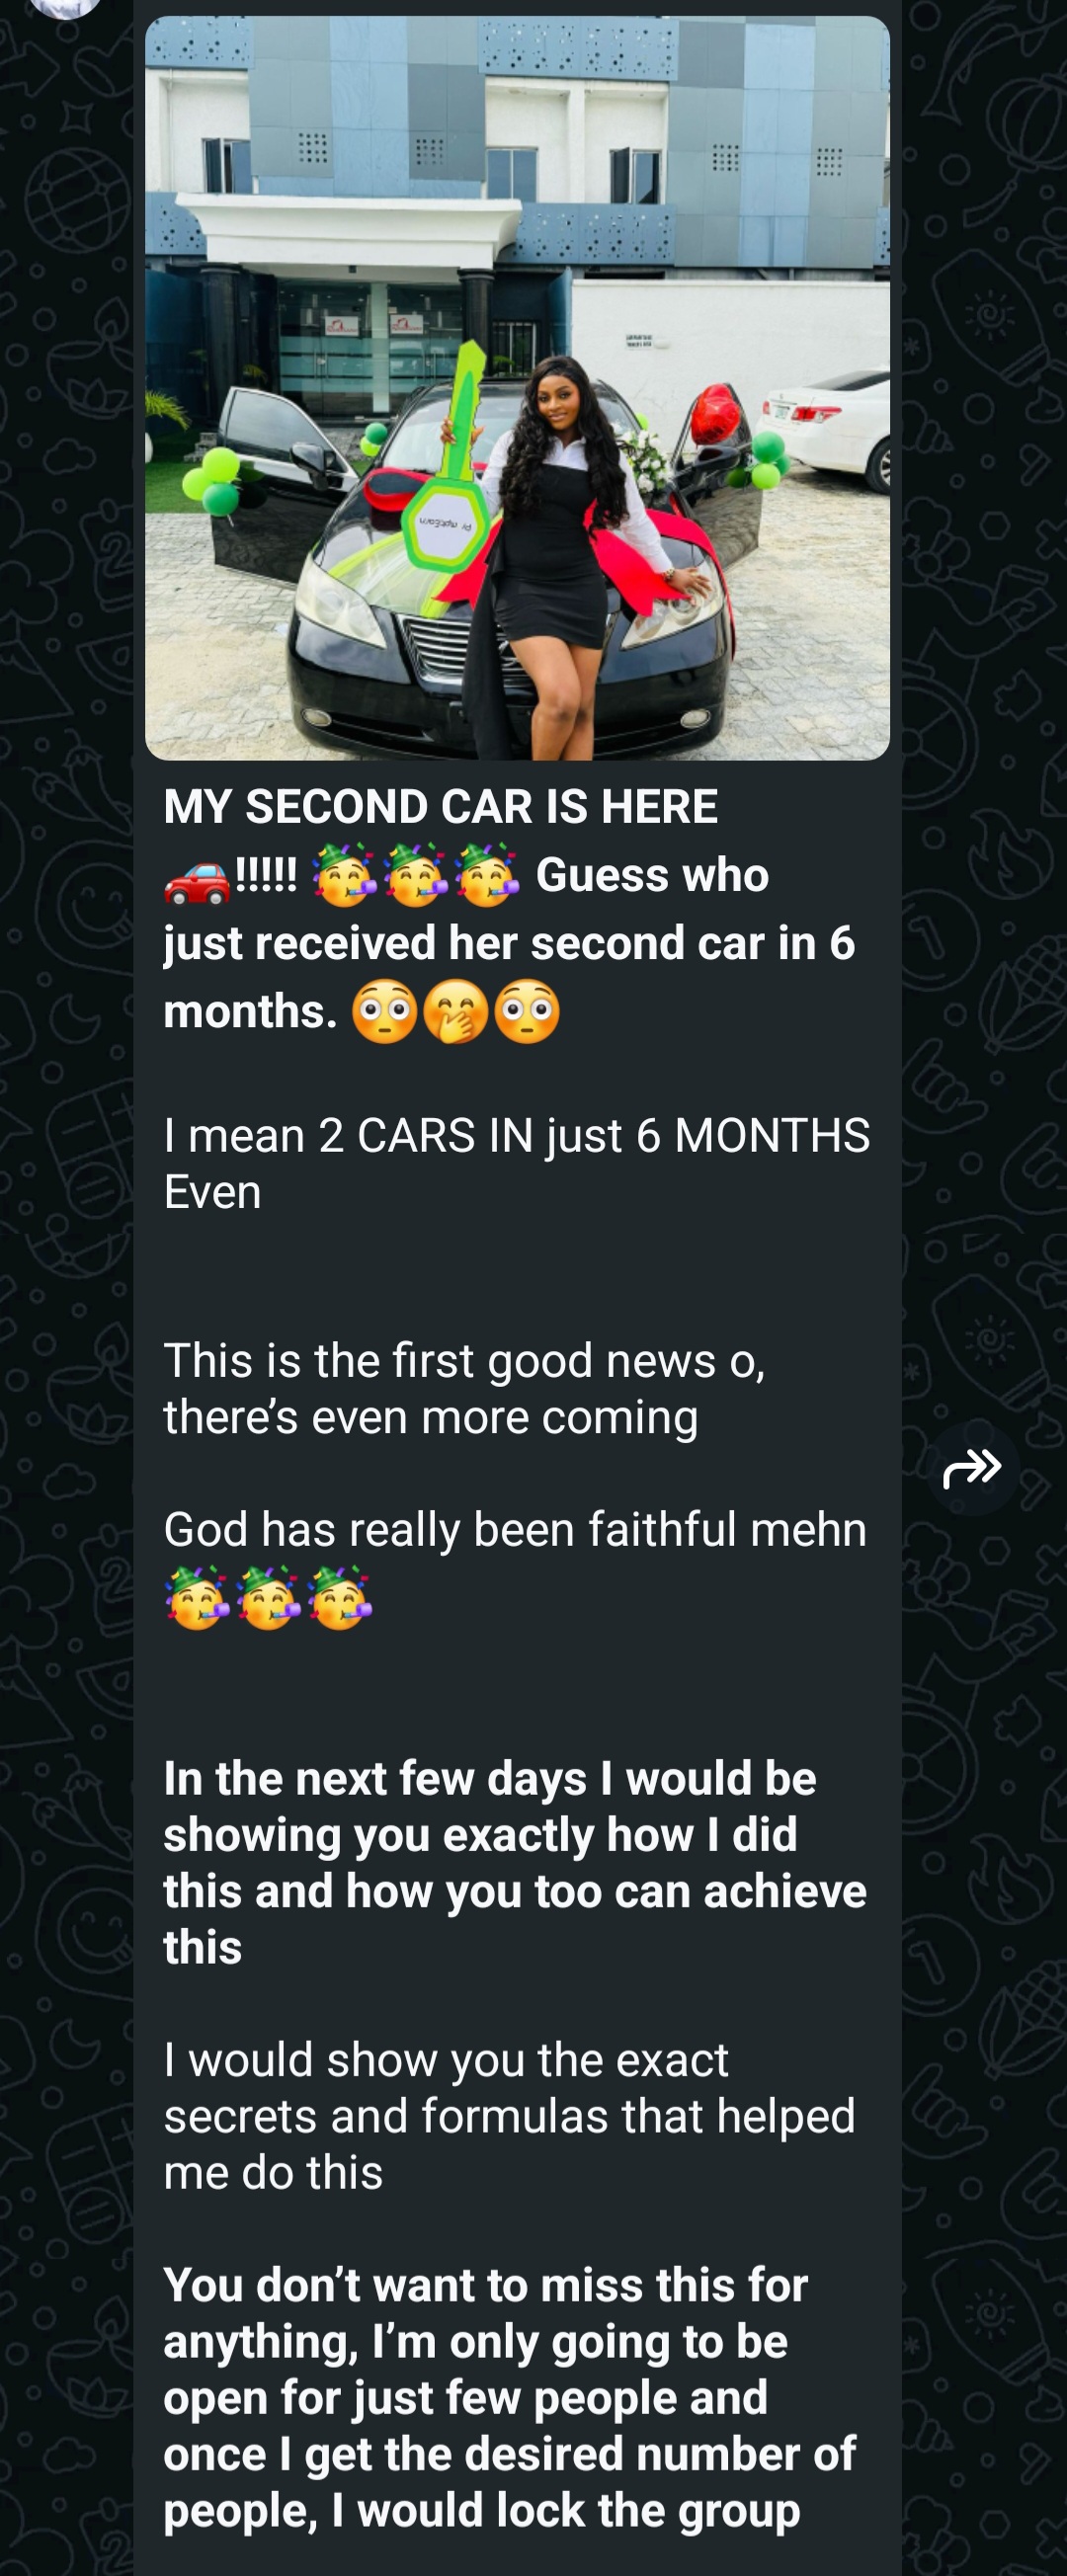 MY SECOND CAR IS HERE
🚗!!!!! 🥳🥳🥳 Guess who
just received her second car in 6
months. 😳🤭😳
I mean 2 CARS IN just 6 MONTHS
Even
This is the first good news o,
there’s even more coming
God has really been faithful mehn
🥳🥳🥳
In the next few days I would be
showing you exactly how I did
this and how you too can achieve
this
I would show you the exact
secrets and formulas that helped
me do this
You don’t want to miss this for
anything, I’m only going to be
open for just few people and
once I get the desired number of
people, I would lock the group